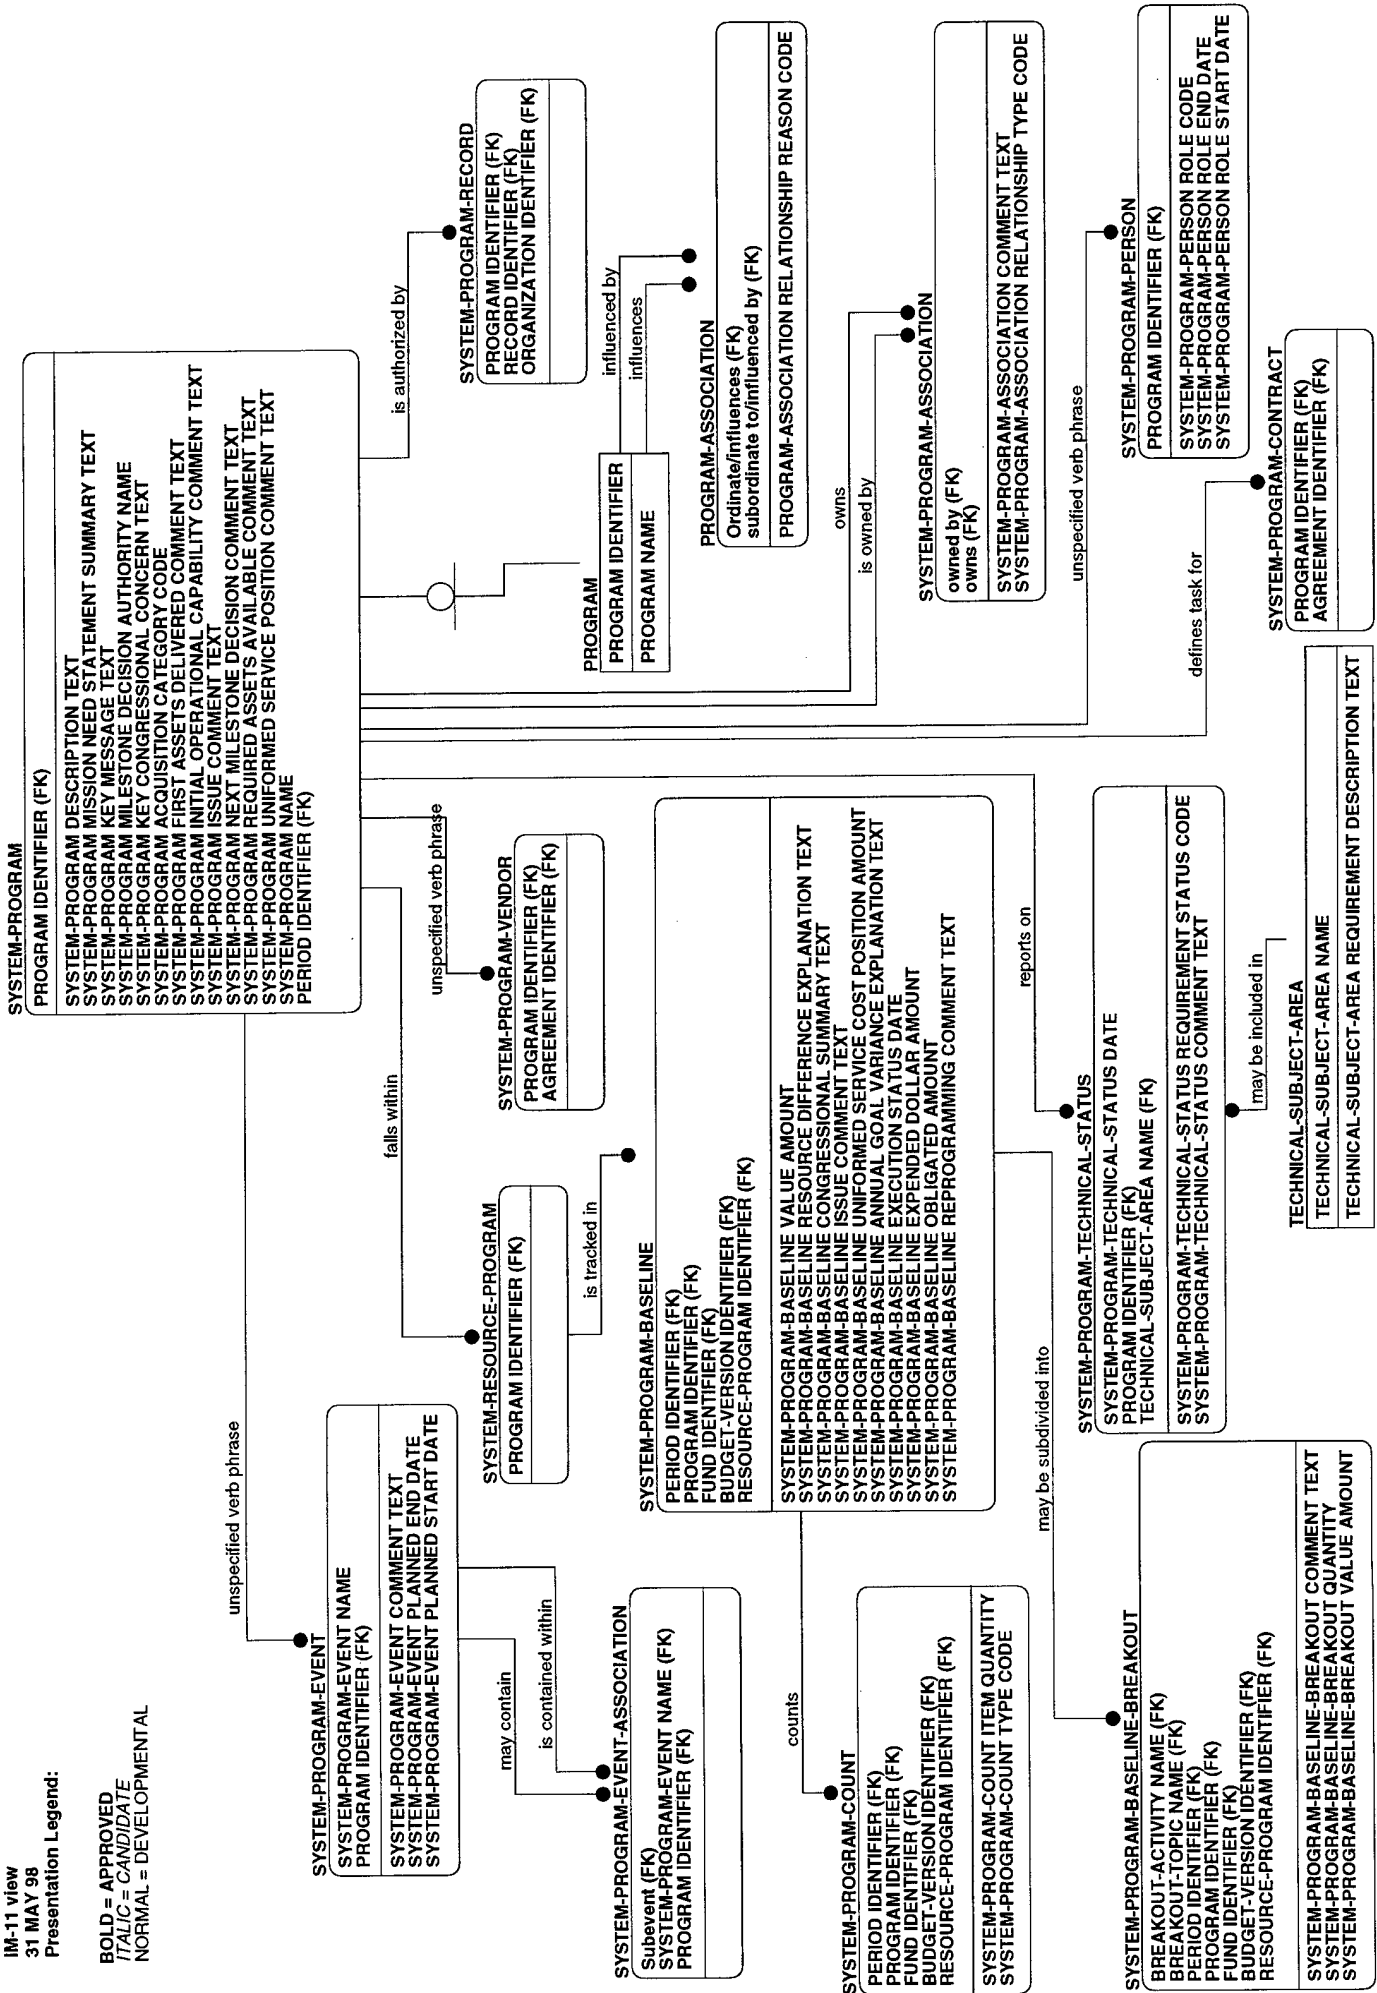 IM-11 view
31 MAY 98
Presentation Legend:
BOLD = APPROVED
ITALIC = CANDIDATE
NORMAL = DEVELOPMENTAL
SYSTEM-PROGRAM
PROGRAM IDENTIFIER (FK)
SYSTEM-PROGRAM DESCRIPTION TEXT
SYSTEM-PROGRAM MISSION NEED STATEMENT SUMMARY TEXT
SYSTEM-PROGRAM KEY MESSAGE TEXT
SYSTEM-PROGRAM MILESTONE DECISION AUTHORITY NAME
SYSTEM-PROGRAM KEY CONGRESSIONAL CONCERN TEXT
SYSTEM-PROGRAM ACQUISITION CATEGORY CODE
SYSTEM-PROGRAM FIRST ASSETS DELIVERED COMMENT TEXT
SYSTEM-PROGRAM INITIAL OPERATIONAL CAPABILITY COMMENT TEXT
SYSTEM-PROGRAM ISSUE COMMENT TEXT
SYSTEM-PROGRAM NEXT MILESTONE DECISION COMMENT TEXT
SYSTEM-PROGRAM REQUIRED ASSETS AVAILABLE COMMENT TEXT
SYSTEM-PROGRAM UNIFORMED SERVICE POSITION COMMENT TEXT
SYSTEM-PROGRAM NAME
PERIOD IDENTIFIER (FK)
unspecified verb phrase
falls within
unspecified verb phrase
is authorized by
SYSTEM-PROGRAM-EVENT
SYSTEM-PROGRAM-EVENT NAME
PROGRAM IDENTIFIER (FK)
SYSTEM-PROGRAM-EVENT COMMENT TEXT
SYSTEM-PROGRAM-EVENT PLANNED END DATE
SYSTEM-PROGRAM-EVENT PLANNED START DATE
may contain
is contained within
SYSTEM-PROGRAM-EVENT-ASSOCIATION
Subevent (FK)
SYSTEM-PROGRAM-EVENT NAME (FK)
PROGRAM IDENTIFIER (FK)
SYSTEM-RESOURCE-PROGRAM
PROGRAM IDENTIFIER (FK)
is tracked in
SYSTEM-PROGRAM-VENDOR
PROGRAM IDENTIFIER (FK)
AGREEMENT IDENTIFIER (FK)
SYSTEM-PROGRAM-RECORD
PROGRAM IDENTIFIER (FK)
RECORD IDENTIFIER (FK)
ORGANIZATION IDENTIFIER (FK)
PROGRAM
PROGRAM IDENTIFIER
PROGRAM NAME
influenced by
influences
PROGRAM-ASSOCIATION
Ordinate/influences (FK)
subordinate to/influenced by (FK)
PROGRAM-ASSOCIATION RELATIONSHIP REASON CODE
SYSTEM-PROGRAM-BASELINE
PERIOD IDENTIFIER (FK)
PROGRAM IDENTIFIER (FK)
FUND IDENTIFIER (FK)
BUDGET-VERSION IDENTIFIER (FK)
RESOURCE-PROGRAM IDENTIFIER (FK)
SYSTEM-PROGRAM-BASELINE VALUE AMOUNT
SYSTEM-PROGRAM-BASELINE RESOURCE DIFFERENCE EXPLANATION TEXT
SYSTEM-PROGRAM-BASELINE CONGRESSIONAL SUMMARY TEXT
SYSTEM-PROGRAM-BASELINE ISSUE COMMENT TEXT
SYSTEM-PROGRAM-BASELINE UNIFORMED SERVICE COST POSITION AMOUNT
SYSTEM-PROGRAM-BASELINE ANNUAL GOAL VARIANCE EXPLANATION TEXT
SYSTEM-PROGRAM-BASELINE EXECUTION STATUS DATE
SYSTEM-PROGRAM-BASELINE EXPENDED DOLLAR AMOUNT
SYSTEM-PROGRAM-BASELINE OBLIGATED AMOUNT
SYSTEM-PROGRAM-BASELINE REPROGRAMMING COMMENT TEXT
counts
may be subdivided into
reports on
owns
is owned by
SYSTEM-PROGRAM-ASSOCIATION
owned by (FK)
owns (FK)
SYSTEM-PROGRAM-ASSOCIATION COMMENT TEXT
SYSTEM-PROGRAM-ASSOCIATION RELATIONSHIP TYPE CODE
SYSTEM-PROGRAM-COUNT
PERIOD IDENTIFIER (FK)
PROGRAM IDENTIFIER (FK)
FUND IDENTIFIER (FK)
BUDGET-VERSION IDENTIFIER (FK)
RESOURCE-PROGRAM IDENTIFIER (FK)
SYSTEM-PROGRAM-COUNT ITEM QUANTITY
SYSTEM-PROGRAM-COUNT TYPE CODE
SYSTEM-PROGRAM-BASELINE-BREAKOUT
BREAKOUT-ACTIVITY NAME (FK)
BREAKOUT-TOPIC NAME (FK)
PERIOD IDENTIFIER (FK)
PROGRAM IDENTIFIER (FK)
FUND IDENTIFIER (FK)
BUDGET-VERSION IDENTIFIER (FK)
RESOURCE-PROGRAM IDENTIFIER (FK)
SYSTEM-PROGRAM-BASELINE-BREAKOUT COMMENT TEXT
SYSTEM-PROGRAM-BASELINE-BREAKOUT QUANTITY
SYSTEM-PROGRAM-BASELINE-BREAKOUT VALUE AMOUNT
SYSTEM-PROGRAM-TECHNICAL-STATUS
SYSTEM-PROGRAM-TECHNICAL-STATUS DATE
PROGRAM IDENTIFIER (FK)
TECHNICAL-SUBJECT-AREA NAME (FK)
SYSTEM-PROGRAM-TECHNICAL-STATUS REQUIREMENT STATUS CODE
SYSTEM-PROGRAM-TECHNICAL-STATUS COMMENT TEXT
may be included in
TECHNICAL-SUBJECT-AREA
TECHNICAL-SUBJECT-AREA NAME
TECHNICAL-SUBJECT-AREA REQUIREMENT DESCRIPTION TEXT
unspecified verb phrase
defines task for
SYSTEM-PROGRAM-PERSON
PROGRAM IDENTIFIER (FK)
SYSTEM-PROGRAM-PERSON ROLE CODE
SYSTEM-PROGRAM-PERSON ROLE END DATE
SYSTEM-PROGRAM-PERSON ROLE START DATE
SYSTEM-PROGRAM-CONTRACT
PROGRAM IDENTIFIER (FK)
AGREEMENT IDENTIFIER (FK)